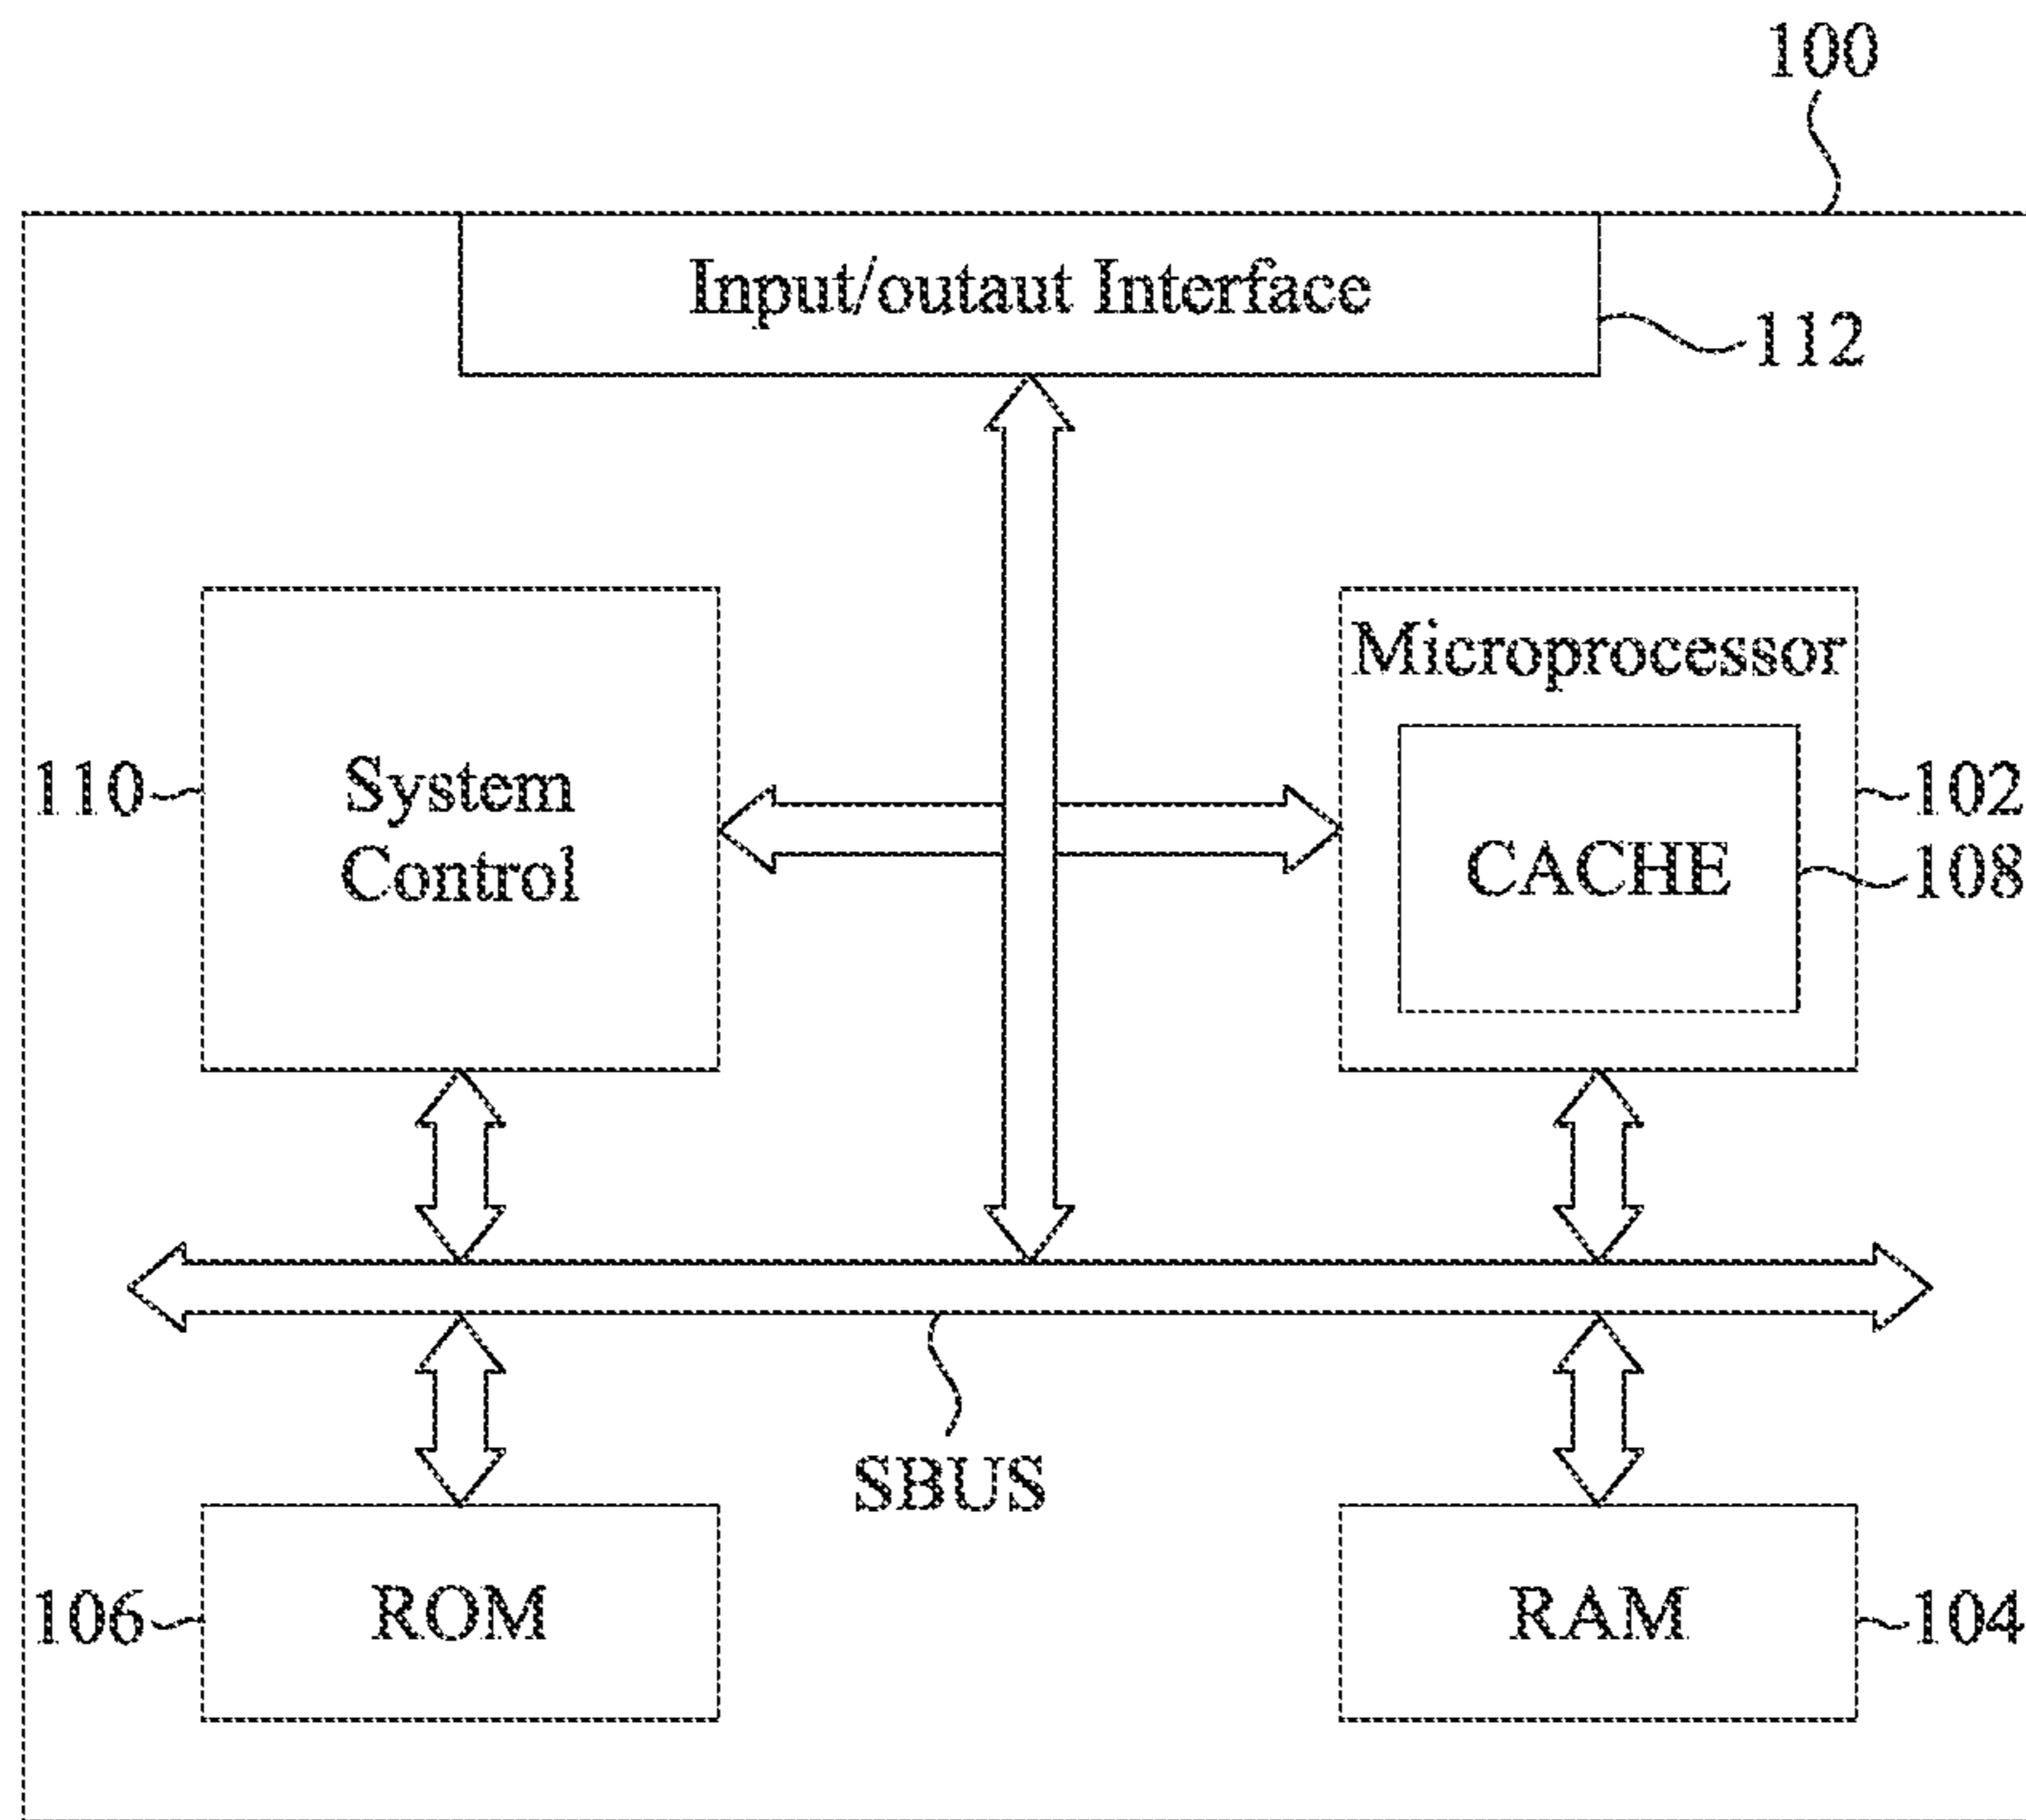 100
Input/outaut Interface
112
Microprocessor
110
System
Control
102
CACHE
108
SBUS
106
ROM
RAM
104